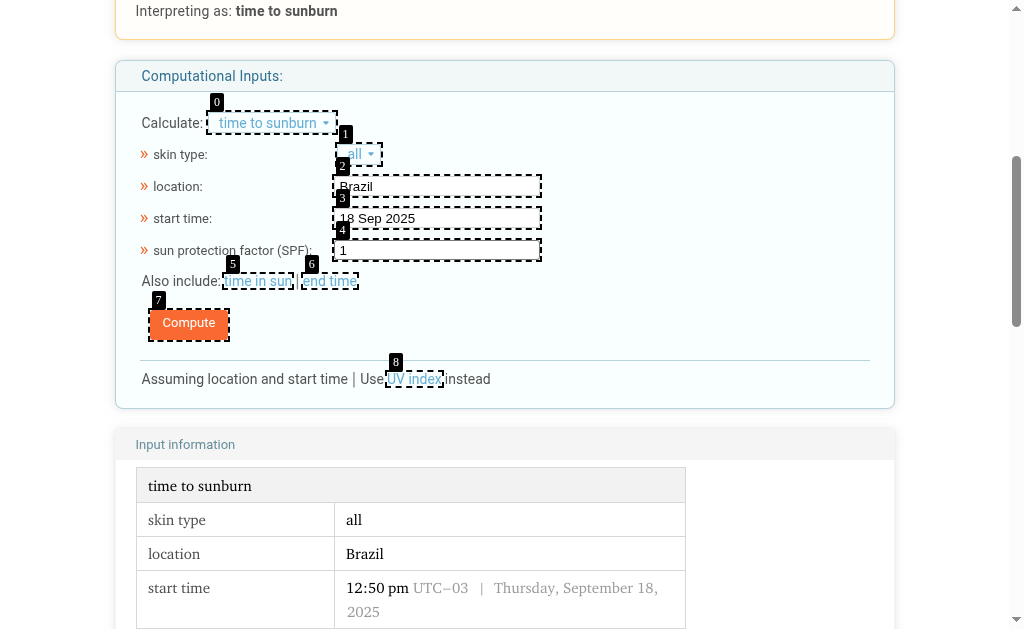 Interpreting as: time to sunburn
Computational Inputs:
0
Calculate: time to sunburn
1
» skin type: all
2
» location: Brazil
3
» start time: 18 Sep 2025
4
» sun protection factor (SPF): 1
5 6
Also include: time in sun | end time
7
Compute
8
Assuming location and start time | Use UV index instead
Input information
time to sunburn
skin type all
location Brazil
start time 12:50 pm UTC−03 | Thursday, September 18,
2025